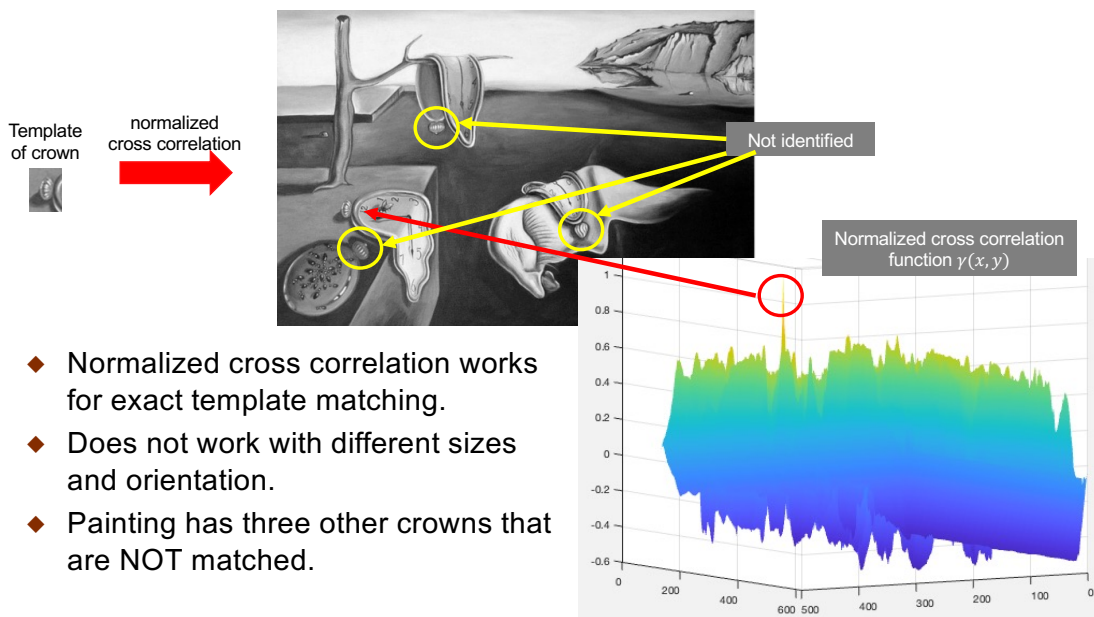 Template
of crown
normalized
cross correlation
Not identified
Normalized cross correlation
function γ(x, y)
◆ Normalized cross correlation works
for exact template matching.
◆ Does not work with different sizes
and orientation.
◆ Painting has three other crowns that
are NOT matched.
1
0.8
0.6
0.4
0.2
0
-0.2
-0.4
-0.6
0
200
400
600
500
400
300
200
100
0